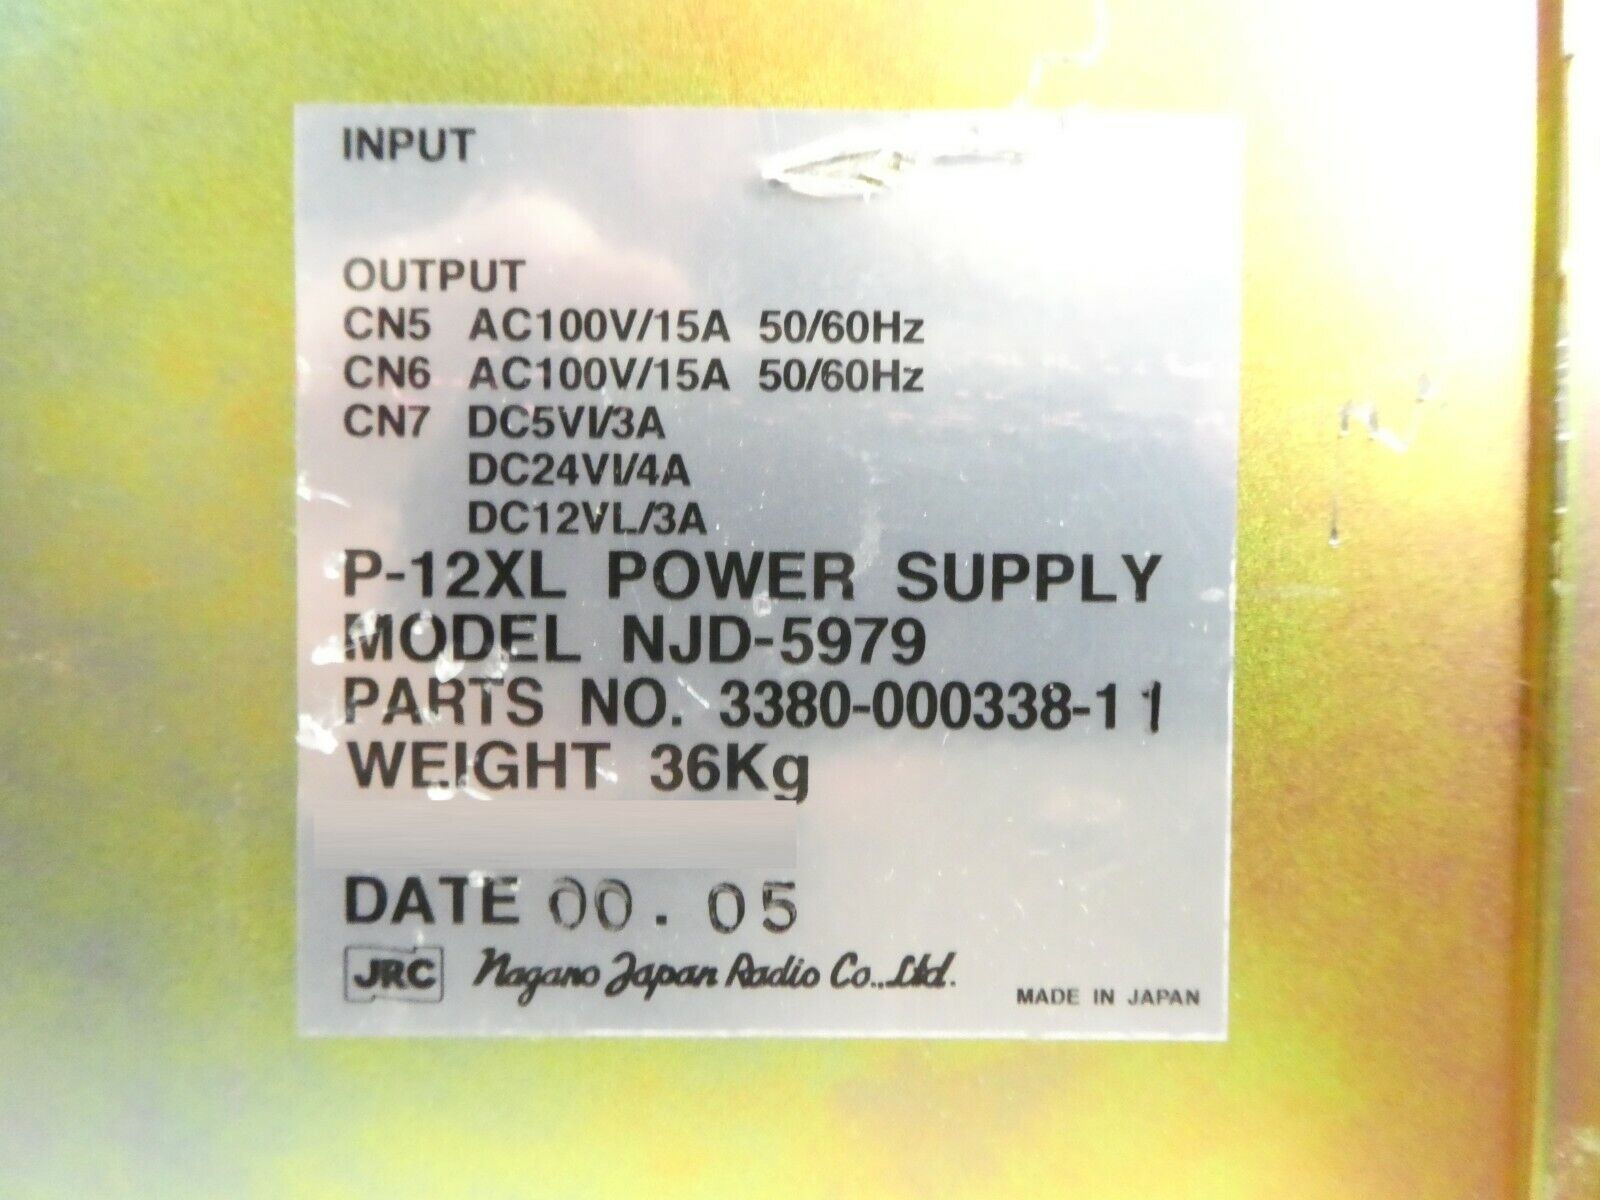 INPUT
OUTPUT
CN5 AC100V/15A 50/60Hz
CN6 AC100V/15A 50/60Hz
CN7 DC5VI/3A
DC24VI/4A
DC12VL/3A
P-12XL POWER SUPPLY
MODEL NJD-5979
PARTS NO. 3380-000338-11
WEIGHT 36Kg
DATE 00.05
JRC Nagano Japan Radio Co.,Ltd.
MADE IN JAPAN